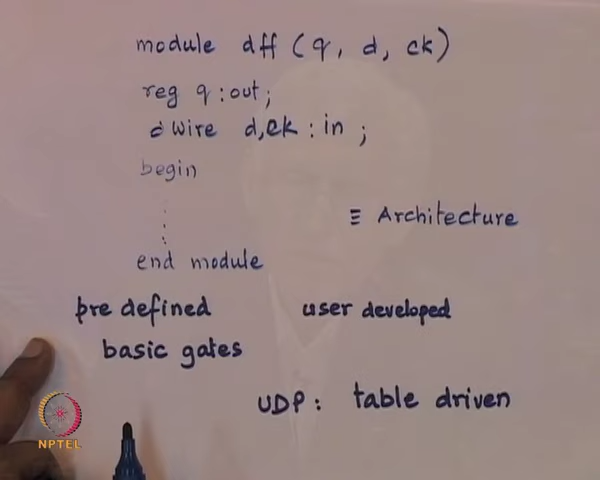 module dff (q, d, ck)
reg q : out;
wire d,ck : in ;
begin
≡ Architecture
end module
pre defined user developed
basic gates
UDP : table driven
NPTEL